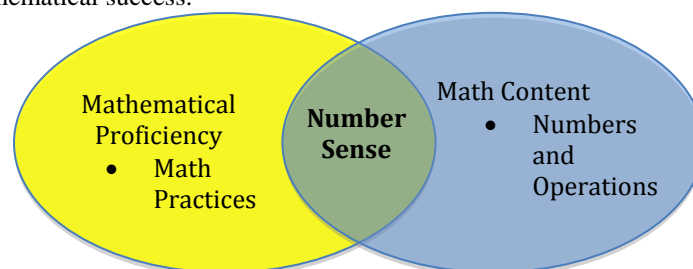 Mathematical
Proficiency
• Math
Practices
Number
Sense
Math Content
• Numbers
and
Operations